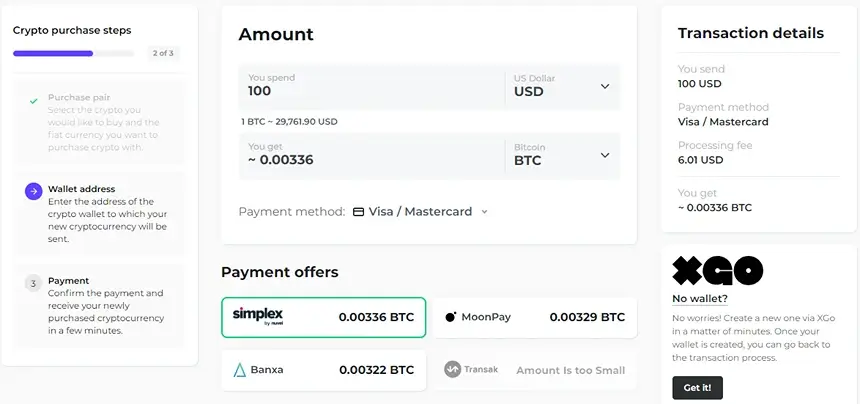 Crypto purchase steps
2 of 3
Purchase pair
Select the crypto you
would like to buy and the
fiat currency you want to
purchase crypto with.
Wallet address
Enter the address of the
crypto wallet to which your
new cryptocurrency will be
sent.
3
Payment
Confirm the payment and
receive your newly
purchased cryptocurrency
in a few minutes.
Amount
You spend
100
US Dollar
USD
1 BTC ~ 29,761.90 USD
You get
~ 0.00336
Bitcoin
BTC
Payment method: Visa / Mastercard
Payment offers
simplex
by nuvei
0.00336 BTC
MoonPay
0.00329 BTC
Banxa
0.00322 BTC
Transak
Amount Is too Small
Transaction details
You send
100 USD
Payment method
Visa / Mastercard
Processing fee
6.01 USD
You get
~ 0.00336 BTC
XGO
No wallet?
No worries! Create a new one via XGo
in a matter of minutes. Once your
wallet is created, you can go back to
the transaction process.
Get it!